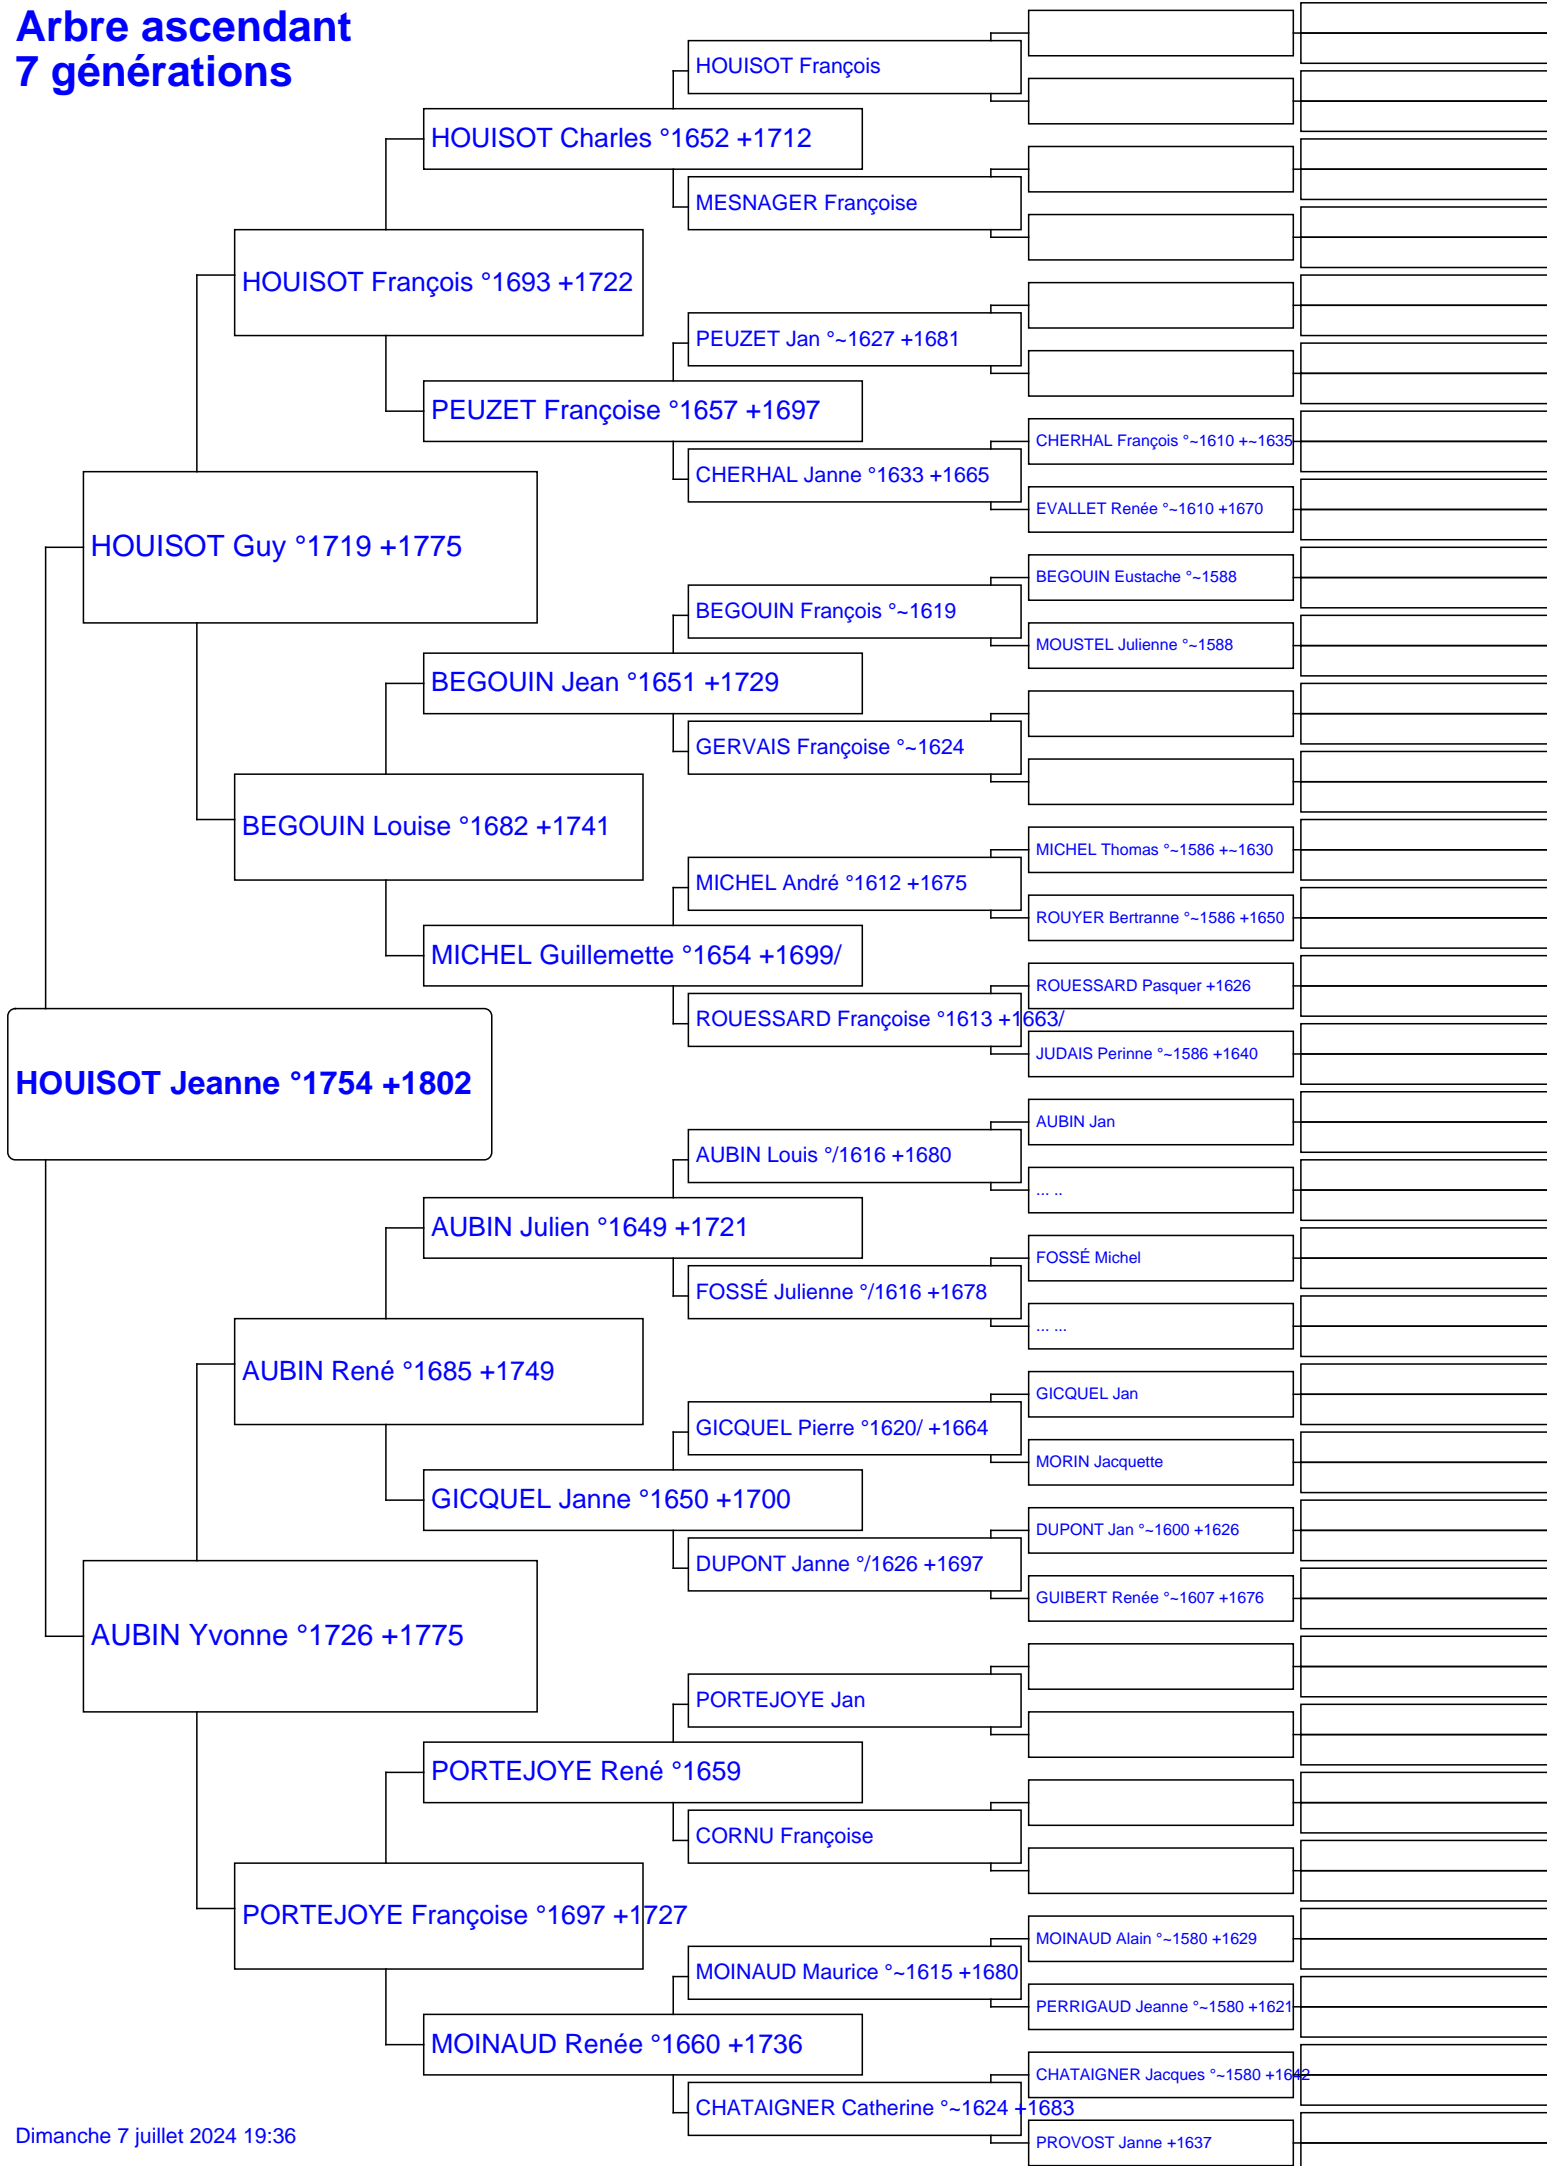 Arbre ascendant
7 générations
HOUISOT François
HOUISOT Charles °1652 +1712
MESNAGER Françoise
HOUISOT François °1693 +1722
PEUZET Jan °~1627 +1681
PEUZET Françoise °1657 +1697
CHERHAL François °~1610 +~1635
CHERHAL Janne °1633 +1665
EVALLET Renée °~1610 +1670
HOUISOT Guy °1719 +1775
BEGOUIN Eustache °~1588
BEGOUIN François °~1619
MOUSTEL Julienne °~1588
BEGOUIN Jean °1651 +1729
GERVAIS Françoise °~1624
BEGOUIN Louise °1682 +1741
MICHEL Thomas °~1586 +~1630
MICHEL André °1612 +1675
ROUYER Bertranne °~1586 +1650
MICHEL Guillemette °1654 +1699/
ROUESSARD Pasquer +1626
ROUESSARD Françoise °1613 +1663/
JUDAIS Perinne °~1586 +1640
HOUISOT Jeanne °1754 +1802
AUBIN Jan
AUBIN Louis °/1616 +1680
... ..
AUBIN Julien °1649 +1721
FOSSÉ Michel
FOSSÉ Julienne °/1616 +1678
... ...
AUBIN René °1685 +1749
GICQUEL Jan
GICQUEL Pierre °1620/ +1664
MORIN Jacquette
GICQUEL Janne °1650 +1700
DUPONT Jan °~1600 +1626
DUPONT Janne °/1626 +1697
GUIBERT Renée °~1607 +1676
AUBIN Yvonne °1726 +1775
PORTEJOYE Jan
PORTEJOYE René °1659
CORNU Françoise
PORTEJOYE Françoise °1697 +1727
MOINAUD Alain °~1580 +1629
MOINAUD Maurice °~1615 +1680
PERRIGAUD Jeanne °~1580 +1621
MOINAUD Renée °1660 +1736
CHATAIGNER Jacques °~1580 +1642
CHATAIGNER Catherine °~1624 +1683
PROVOST Janne +1637
Dimanche 7 juillet 2024 19:36